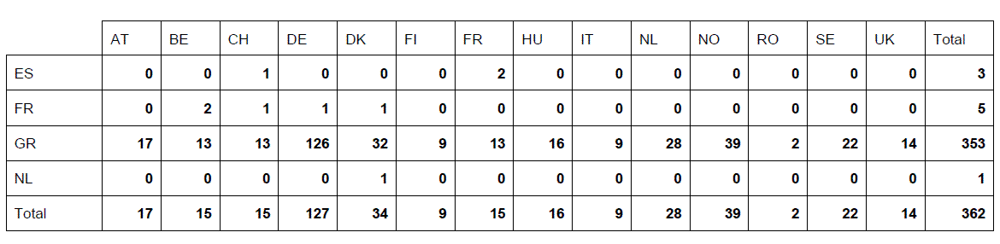 AT BE CH DE DK FI FR HU IT NL NO RO SE UK Total
ES 0 0 1 0 0 0 2 0 0 0 0 0 0 0 3
FR 0 2 1 1 1 0 0 0 0 0 0 0 0 0 5
GR 17 13 13 126 32 9 13 16 9 28 39 2 22 14 353
NL 0 0 0 0 1 0 0 0 0 0 0 0 0 0 1
Total 17 15 15 127 34 9 15 16 9 28 39 2 22 14 362